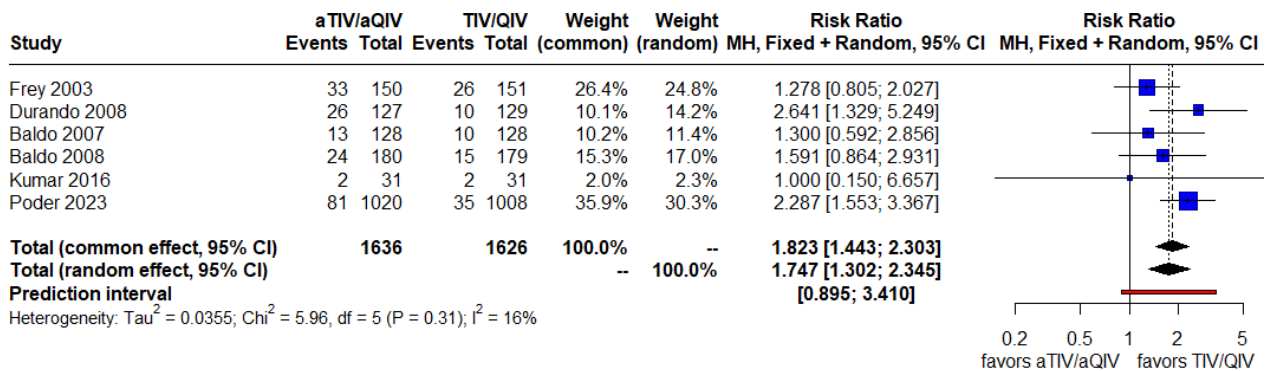 aTIV/aQIV TIV/QIV Weight Weight Risk Ratio Risk Ratio
Study Events Total Events Total (common) (random) MH, Fixed + Random, 95% CI MH, Fixed + Random, 95% CI
Frey 2003 33 150 26 151 26.4% 24.8% 1.278 [0.805; 2.027]
Durando 2008 26 127 10 129 10.1% 14.2% 2.641 [1.329; 5.249]
Baldo 2007 13 128 10 128 10.2% 11.4% 1.300 [0.592; 2.856]
Baldo 2008 24 180 15 179 15.3% 17.0% 1.591 [0.864; 2.931]
Kumar 2016 2 31 2 31 2.0% 2.3% 1.000 [0.150; 6.657]
Poder 2023 81 1020 35 1008 35.9% 30.3% 2.287 [1.553; 3.367]
Total (common effect, 95% CI) 1636 1626 100.0% -- 1.823 [1.443; 2.303]
Total (random effect, 95% CI) -- 100.0% 1.747 [1.302; 2.345]
Prediction interval [0.895; 3.410]
Heterogeneity: Tau² = 0.0355; Chi² = 5.96, df = 5 (P = 0.31); I² = 16%
0.2 0.5 1 2 5
favors aTIV/aQIV favors TIV/QIV